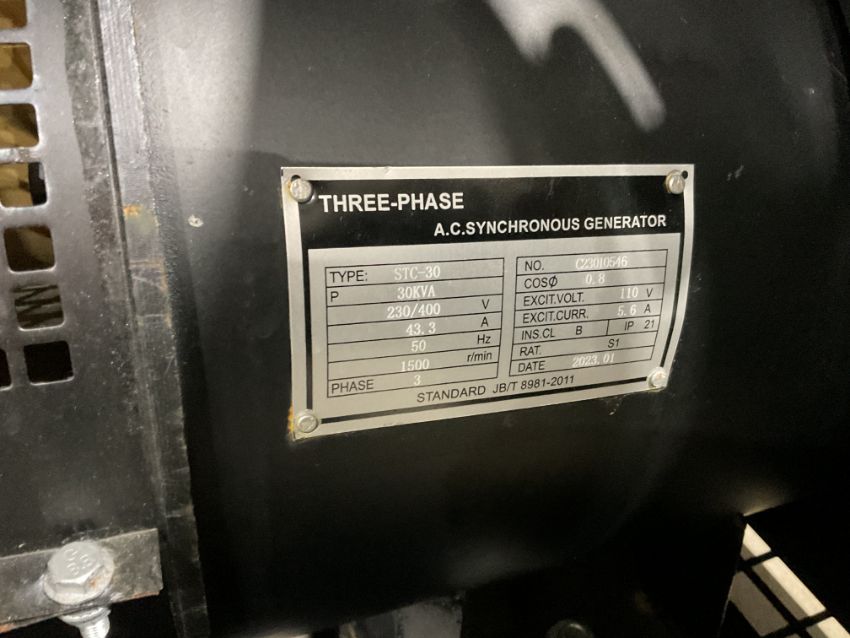 THREE-PHASE
A.C.SYNCHRONOUS GENERATOR
TYPE: STC-30
P 30KVA
230/400 V
43.3 A
50 Hz
1500 r/min
PHASE 3
NO. C23010546
COSØ 0.8
EXCIT.VOLT. 110 V
EXCIT.CURR. 5.6 A
INS.CL B IP 21
RAT. S1
DATE 2023.01
STANDARD JB/T 8981-2011